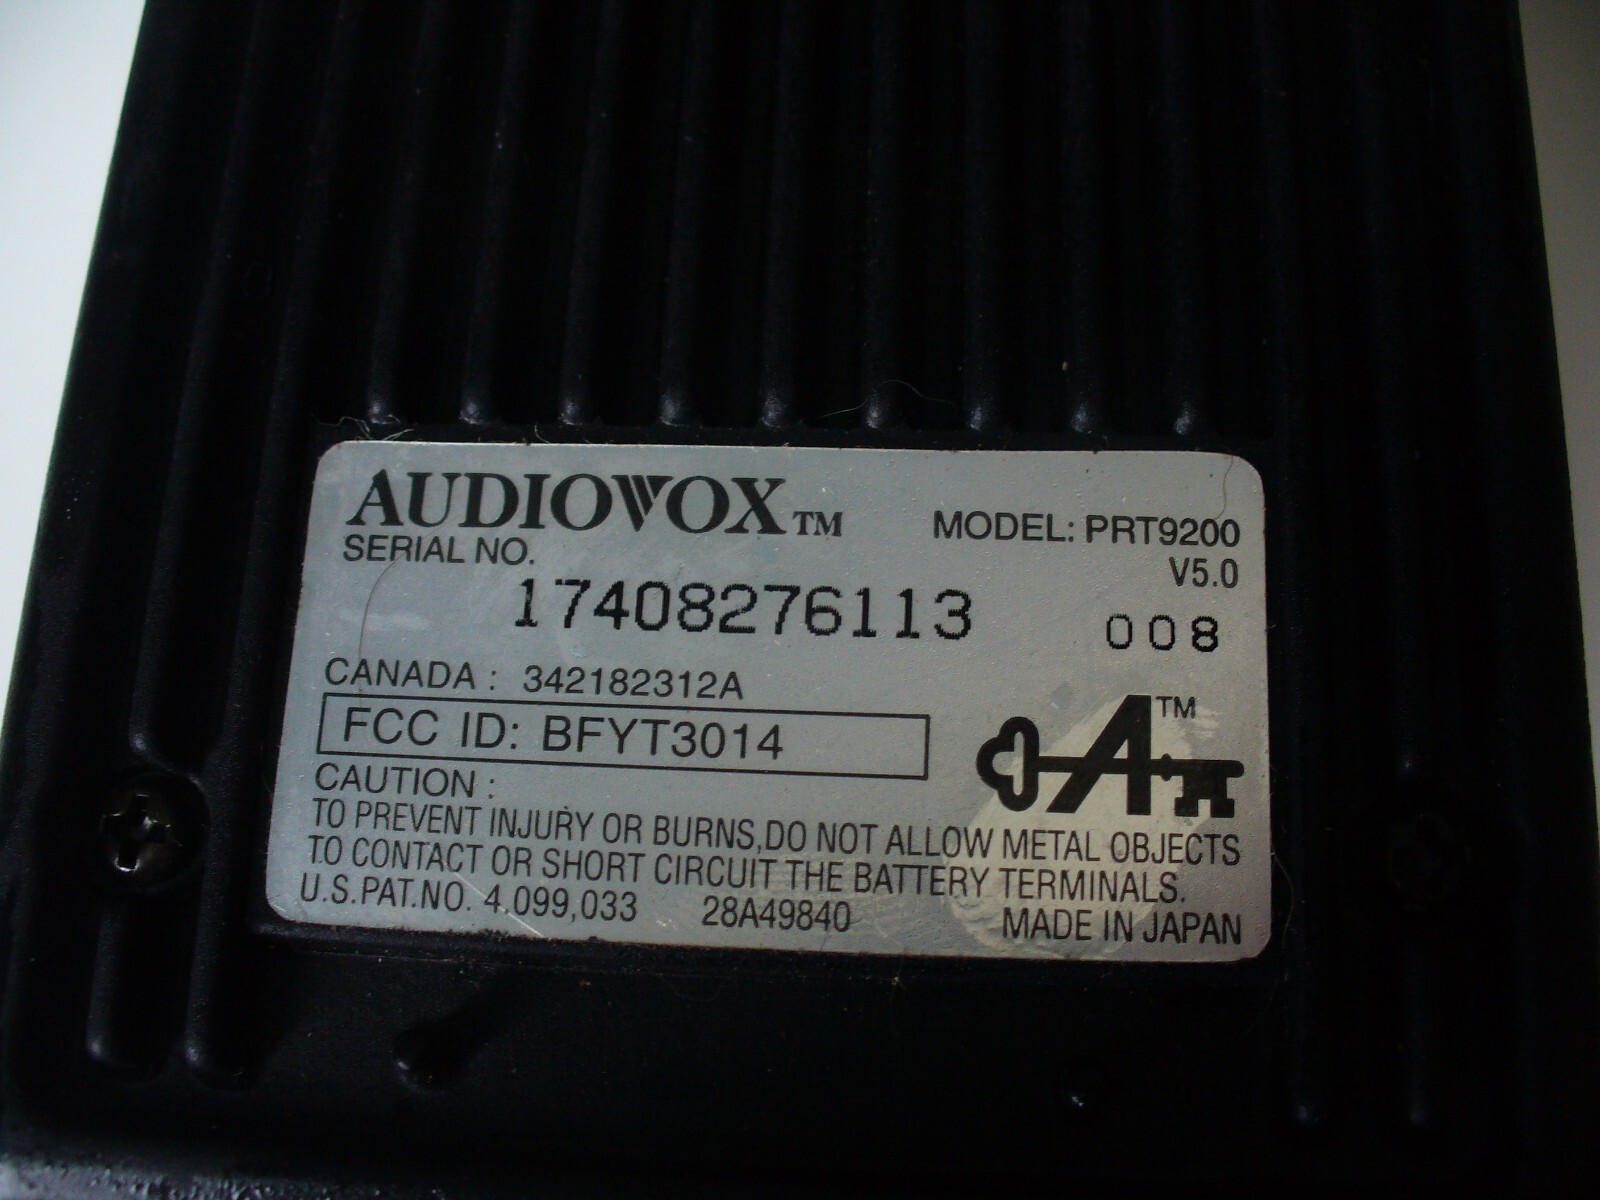 AUDIOVOX TM
MODEL: PRT9200
SERIAL NO.
V5.0
17408276113
008
CANADA : 342182312A
FCC ID: BFYT3014
A TM
CAUTION :
TO PREVENT INJURY OR BURNS,DO NOT ALLOW METAL OBJECTS
TO CONTACT OR SHORT CIRCUIT THE BATTERY TERMINALS.
U.S.PAT.NO. 4.099,033 28A49840 MADE IN JAPAN